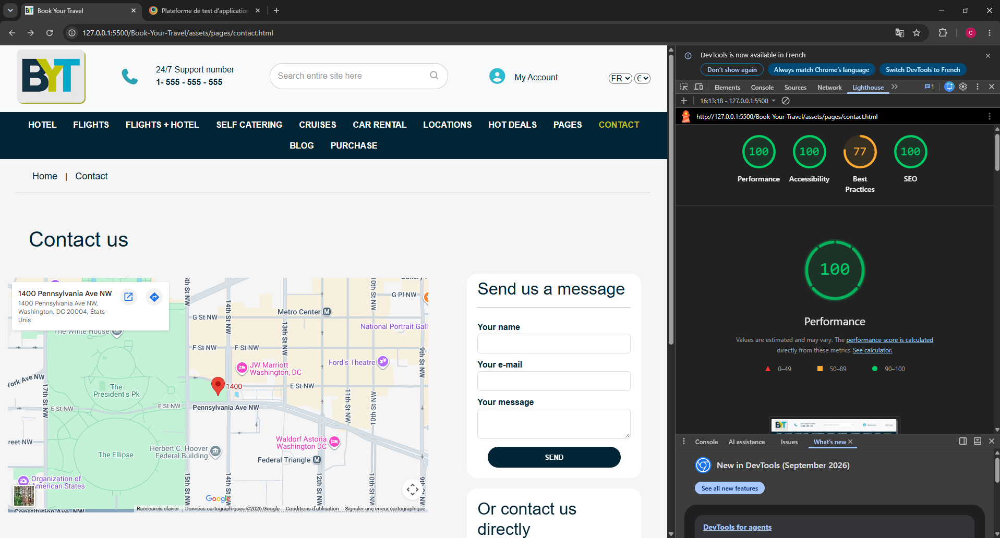 Book Your Travel
Plateforme de test d'application
127.0.0.1:5500/Book-Your-Travel/assets/pages/contact.html
C
BYT
24/7 Support number
1- 555 - 555 - 555
Search entire site here
My Account
FR
€
HOTEL FLIGHTS FLIGHTS + HOTEL SELF CATERING CRUISES CAR RENTAL LOCATIONS HOT DEALS PAGES CONTACT
BLOG PURCHASE
Home | Contact
Contact us
1400 Pennsylvania Ave NW
1400 Pennsylvania Ave NW,
Washington, DC 20004, États-
Unis
The White House
G St NW
14th St NW
Metro Center
13th St NW
10th St NW
G Pl NW
National Portrait Gall
F St NW
F St NW
Ford's Theatre
9th St NW
JW Marriott
Washington, DC
1400
E St NW
York Ave NW
17th St NW
The
President's Pk
E St NW
E St NW
Pennsylvania Ave NW
11th St NW
10th St NW
reet NW
The Ellipse
Herbert C. Hoover
Federal Building
Waldorf Astoria
Washington DC
Federal Triangle
Organization of
American States
15th St NW
14th St NW
12th St NW
10th St NW
9th St NW
Google
Constitution Ave NW
Raccourcis clavier
Données cartographiques ©2026 Google
Conditions d'utilisation
Signaler une erreur cartographique
Send us a message
Your name
Your e-mail
Your message
SEND
Or contact us
directly
DevTools is now available in French
Don't show again
Always match Chrome's language
Switch DevTools to French
Elements Console Sources Network Lighthouse
1
16:13:18 - 127.0.0.1:5500
http://127.0.0.1:5500/Book-Your-Travel/assets/pages/contact.html
100 100 77 100
Performance Accessibility Best Practices SEO
100
Performance
Values are estimated and may vary. The performance score is calculated
directly from these metrics. See calculator.
0–49 50–89 90–100
Console AI assistance Issues What's new
New in DevTools (September 2026)
See all new features
DevTools for agents